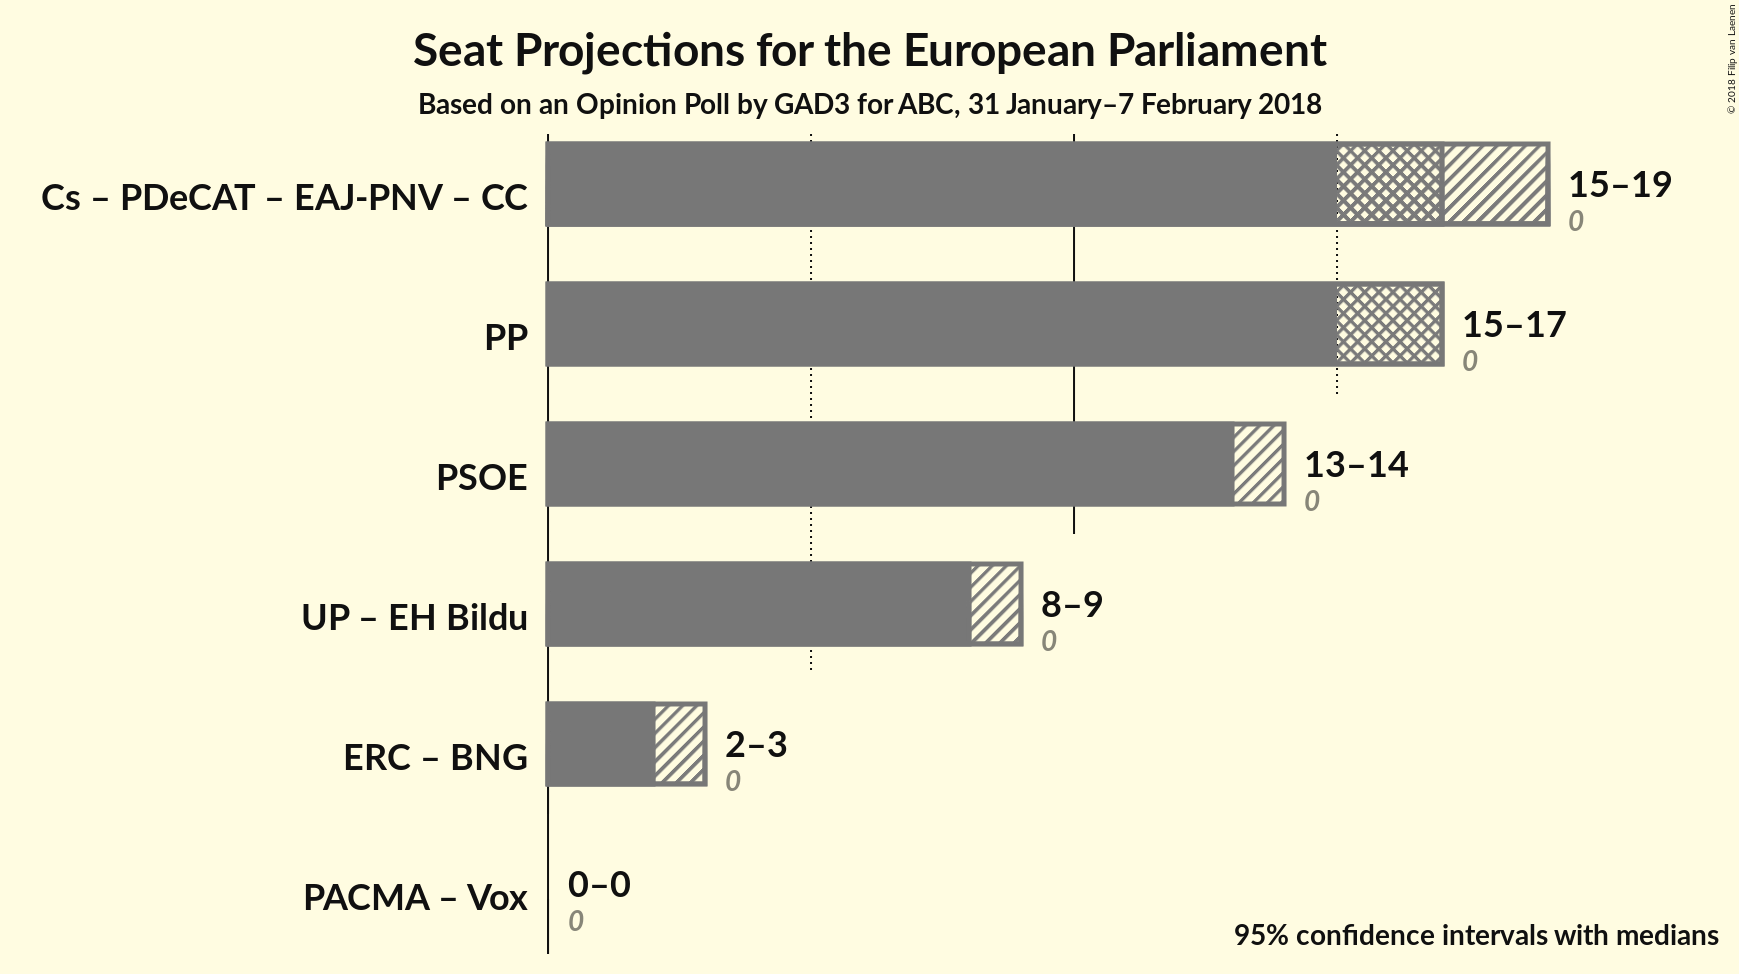 Seat Projections for the European Parliament
Based on an Opinion Poll by GAD3 for ABC, 31 January–7 February 2018
© 2018 Filip van Laenen
Cs – PDeCAT – EAJ-PNV – CC
15–19
0
PP
15–17
0
PSOE
13–14
0
UP – EH Bildu
8–9
0
ERC – BNG
2–3
0
PACMA – Vox
0–0
0
95% confidence intervals with medians